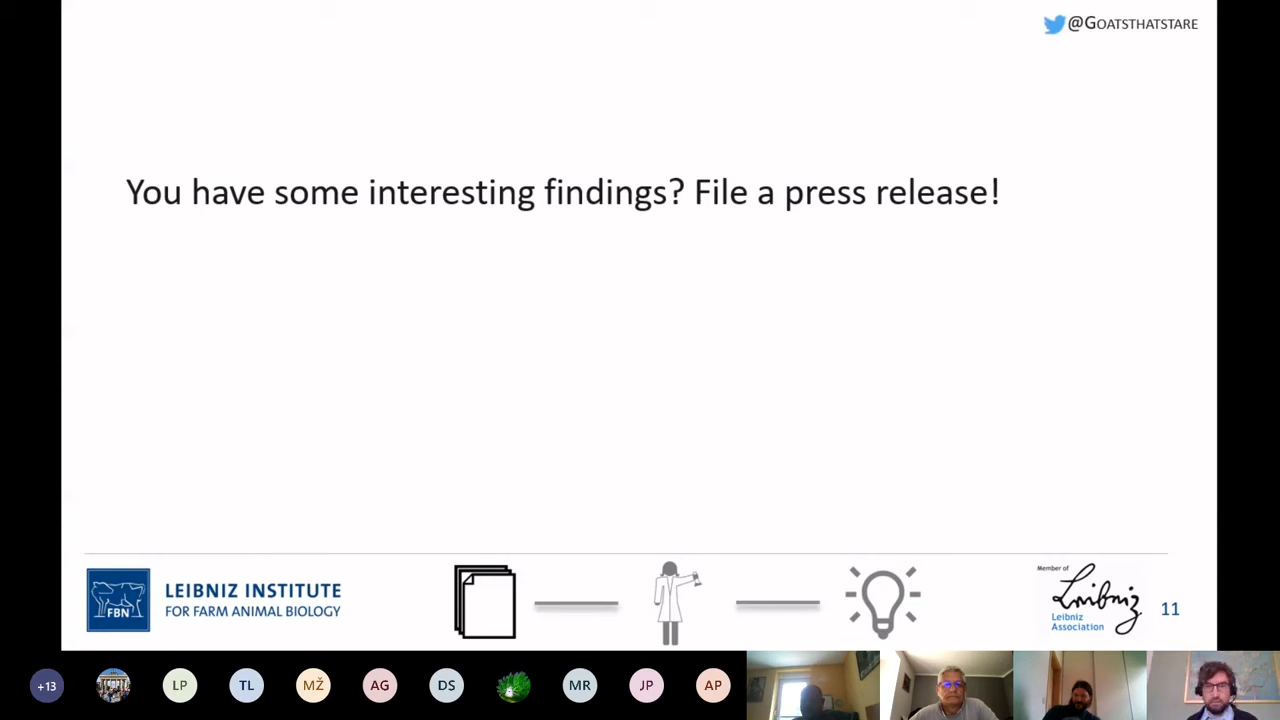 @GOATSTHATSTARE
You have some interesting findings? File a press release!
FBN
LEIBNIZ INSTITUTE
FOR FARM ANIMAL BIOLOGY
Member of
Leibniz
Leibniz
Association
11
+13
LP
TL
MŽ
AG
DS
MR
JP
AP